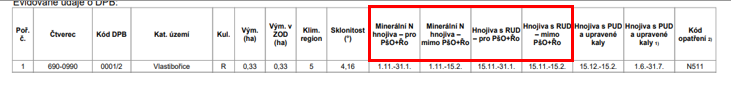 Evidované údaje o DPB:
Poř. č. Čtverec Kód DPB Kat. území Kul. Vým. (ha) Vým. v ZOD (ha) Klim. region Sklonitost (°) Minerální N hnojiva – pro PšO+Řo Minerální N hnojiva – mimo PšO+Řo Hnojiva s RUD – pro PšO+Řo Hnojiva s RUD – mimo PšO+Řo Hnojiva s PUD a upravené kaly Hnojiva s PUD a upravené kaly 1) Kód opatření 2)
1 690-0990 0001/2 Vlastibořice R 0,33 0,33 5 4,16 1.11.-31.1. 1.11.-15.2. 15.11.-31.1. 15.11.-15.2. 15.12.-15.2. 1.6.-31.7. N511